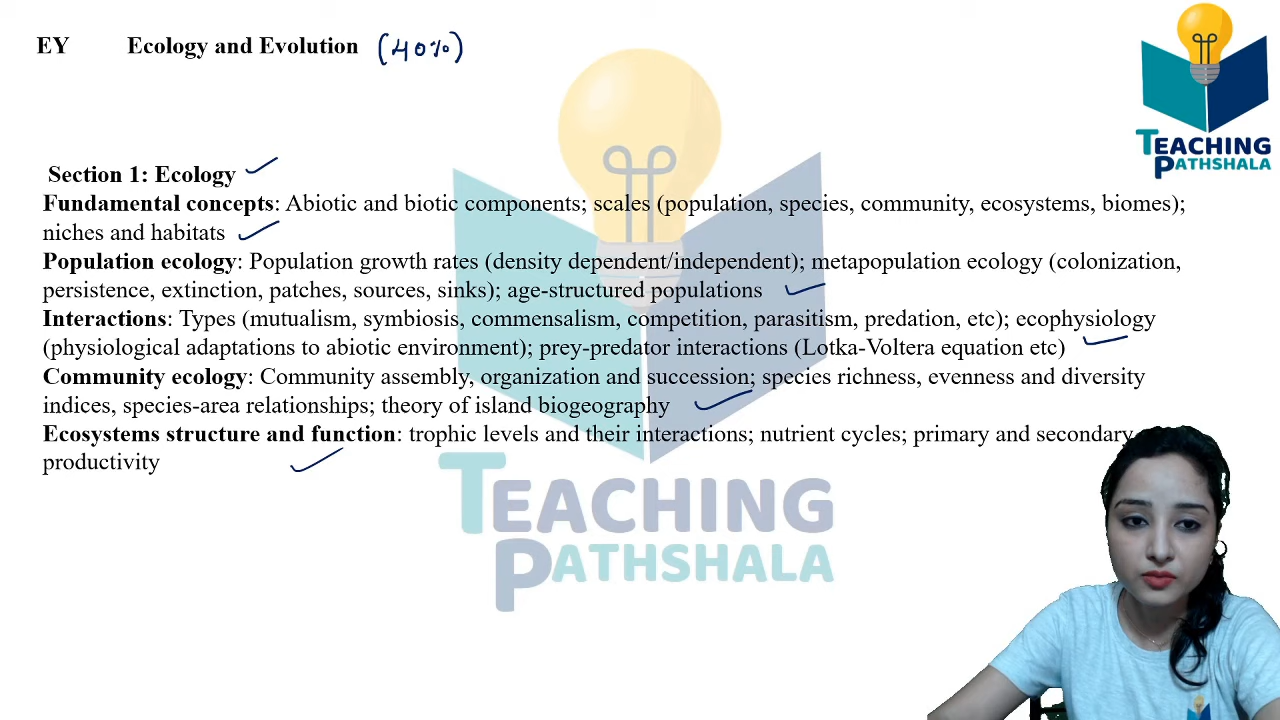 EY Ecology and Evolution (40%)
TEACHING
PATHSHALA
Section 1: Ecology
Fundamental concepts: Abiotic and biotic components; scales (population, species, community, ecosystems, biomes);
niches and habitats
Population ecology: Population growth rates (density dependent/independent); metapopulation ecology (colonization,
persistence, extinction, patches, sources, sinks); age-structured populations
Interactions: Types (mutualism, symbiosis, commensalism, competition, parasitism, predation, etc); ecophysiology
(physiological adaptations to abiotic environment); prey-predator interactions (Lotka-Voltera equation etc)
Community ecology: Community assembly, organization and succession; species richness, evenness and diversity
indices, species-area relationships; theory of island biogeography
Ecosystems structure and function: trophic levels and their interactions; nutrient cycles; primary and secondary
productivity
TEACHING
PATHSHALA